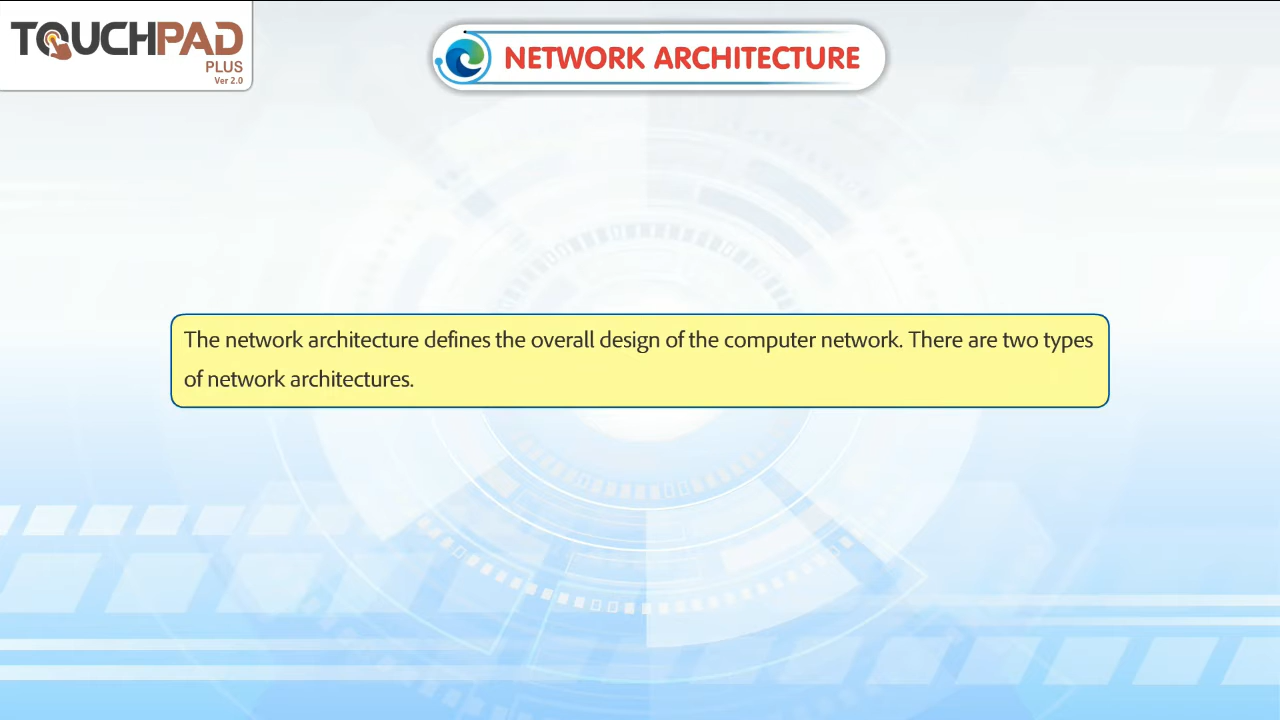 TOUCHPAD
PLUS
Ver 2.0
NETWORK ARCHITECTURE
The network architecture defines the overall design of the computer network. There are two types
of network architectures.